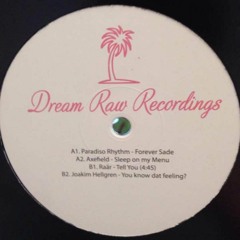 Dream Raw Recordings
A1. Paradiso Rhythm - Forever Sade
A2. Axefield - Sleep on my Menu
B1. Raär - Tell You (4:45)
B2. Joakim Hellgren - You know dat feeling?